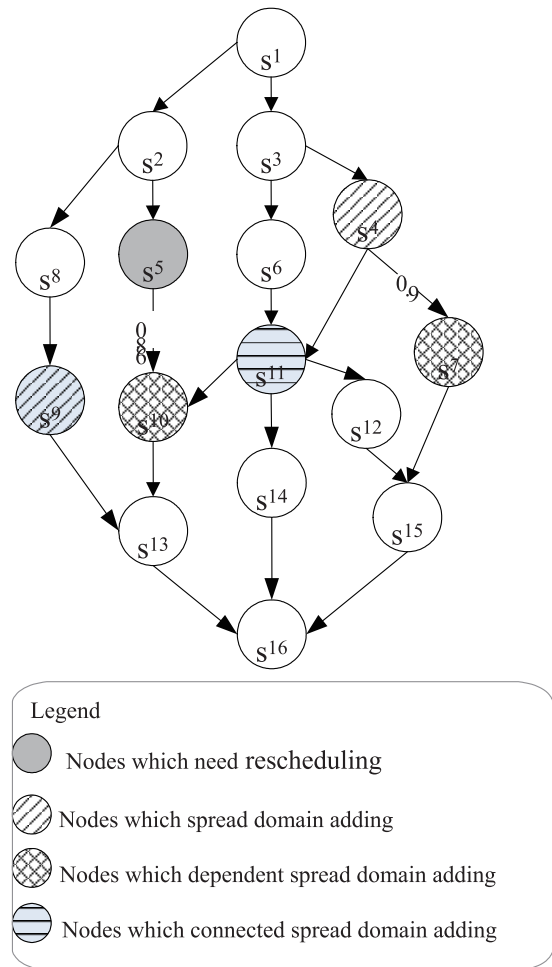 s1
s2
s3
s4
s8
s5
s6
0.9
s7
s9
s10
s11
s12
s13
s14
s15
s16
Legend
Nodes which need rescheduling
Nodes which spread domain adding
Nodes which dependent spread domain adding
Nodes which connected spread domain adding